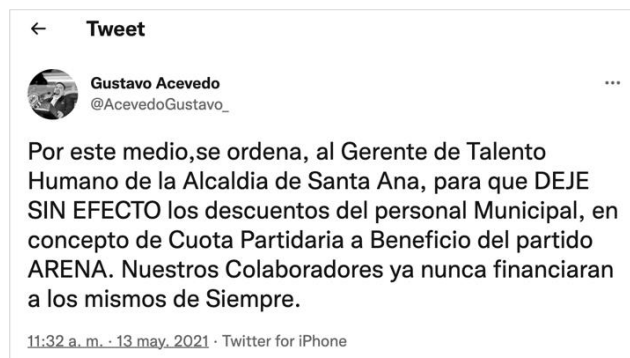 Tweet
Gustavo Acevedo
@AcevedoGustavo_
Por este medio,se ordena, al Gerente de Talento
Humano de la Alcaldia de Santa Ana, para que DEJE
SIN EFECTO los descuentos del personal Municipal, en
concepto de Cuota Partidaria a Beneficio del partido
ARENA. Nuestros Colaboradores ya nunca financiaran
a los mismos de Siempre.
11:32 a. m. · 13 may. 2021 · Twitter for iPhone